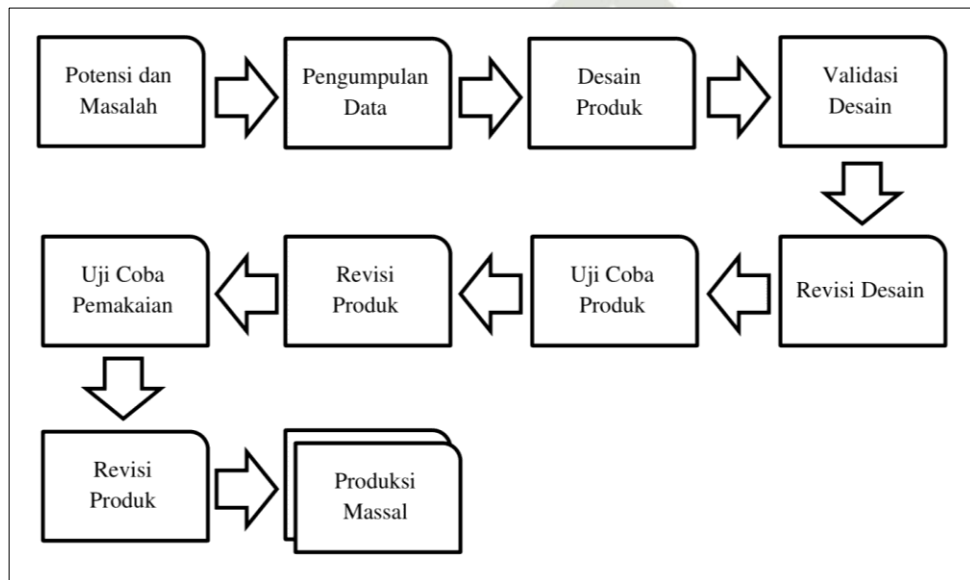 Potensi dan
Masalah
Pengumpulan
Data
Desain
Produk
Validasi
Desain
Revisi Desain
Uji Coba
Produk
Revisi
Produk
Uji Coba
Pemakaian
Revisi
Produk
Produksi
Massal